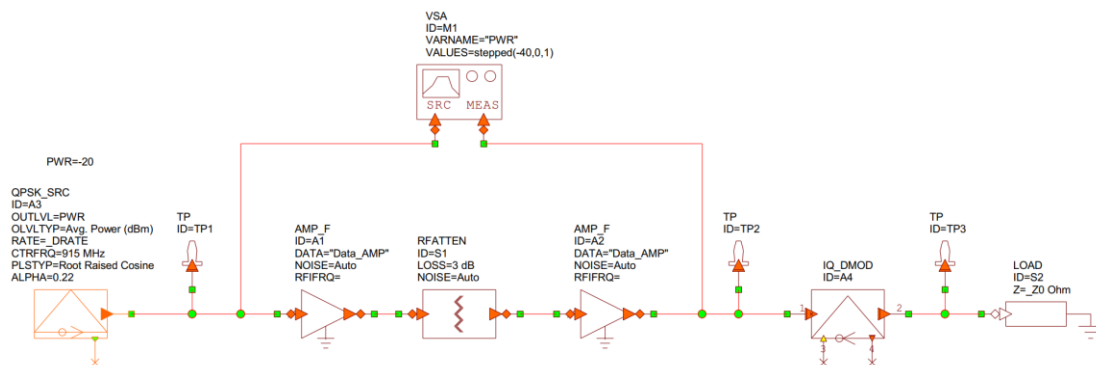 VSA
ID=M1
VARNAME="PWR"
VALUES=stepped(-40,0,1)
SRC MEAS
PWR=-20
QPSK_SRC
ID=A3
OUTLVL=PWR
OLVLTYP=Avg. Power (dBm)
RATE=_DRATE
CTRFRQ=915 MHz
PLSTYP=Root Raised Cosine
ALPHA=0.22
TP
ID=TP1
AMP_F
ID=A1
DATA="Data_AMP"
NOISE=Auto
RFIFRQ=
RFATTEN
ID=S1
LOSS=3 dB
NOISE=Auto
AMP_F
ID=A2
DATA="Data_AMP"
NOISE=Auto
RFIFRQ=
TP
ID=TP2
IQ_DMOD
ID=A4
1
2
3
4
TP
ID=TP3
LOAD
ID=S2
Z=_Z0 Ohm